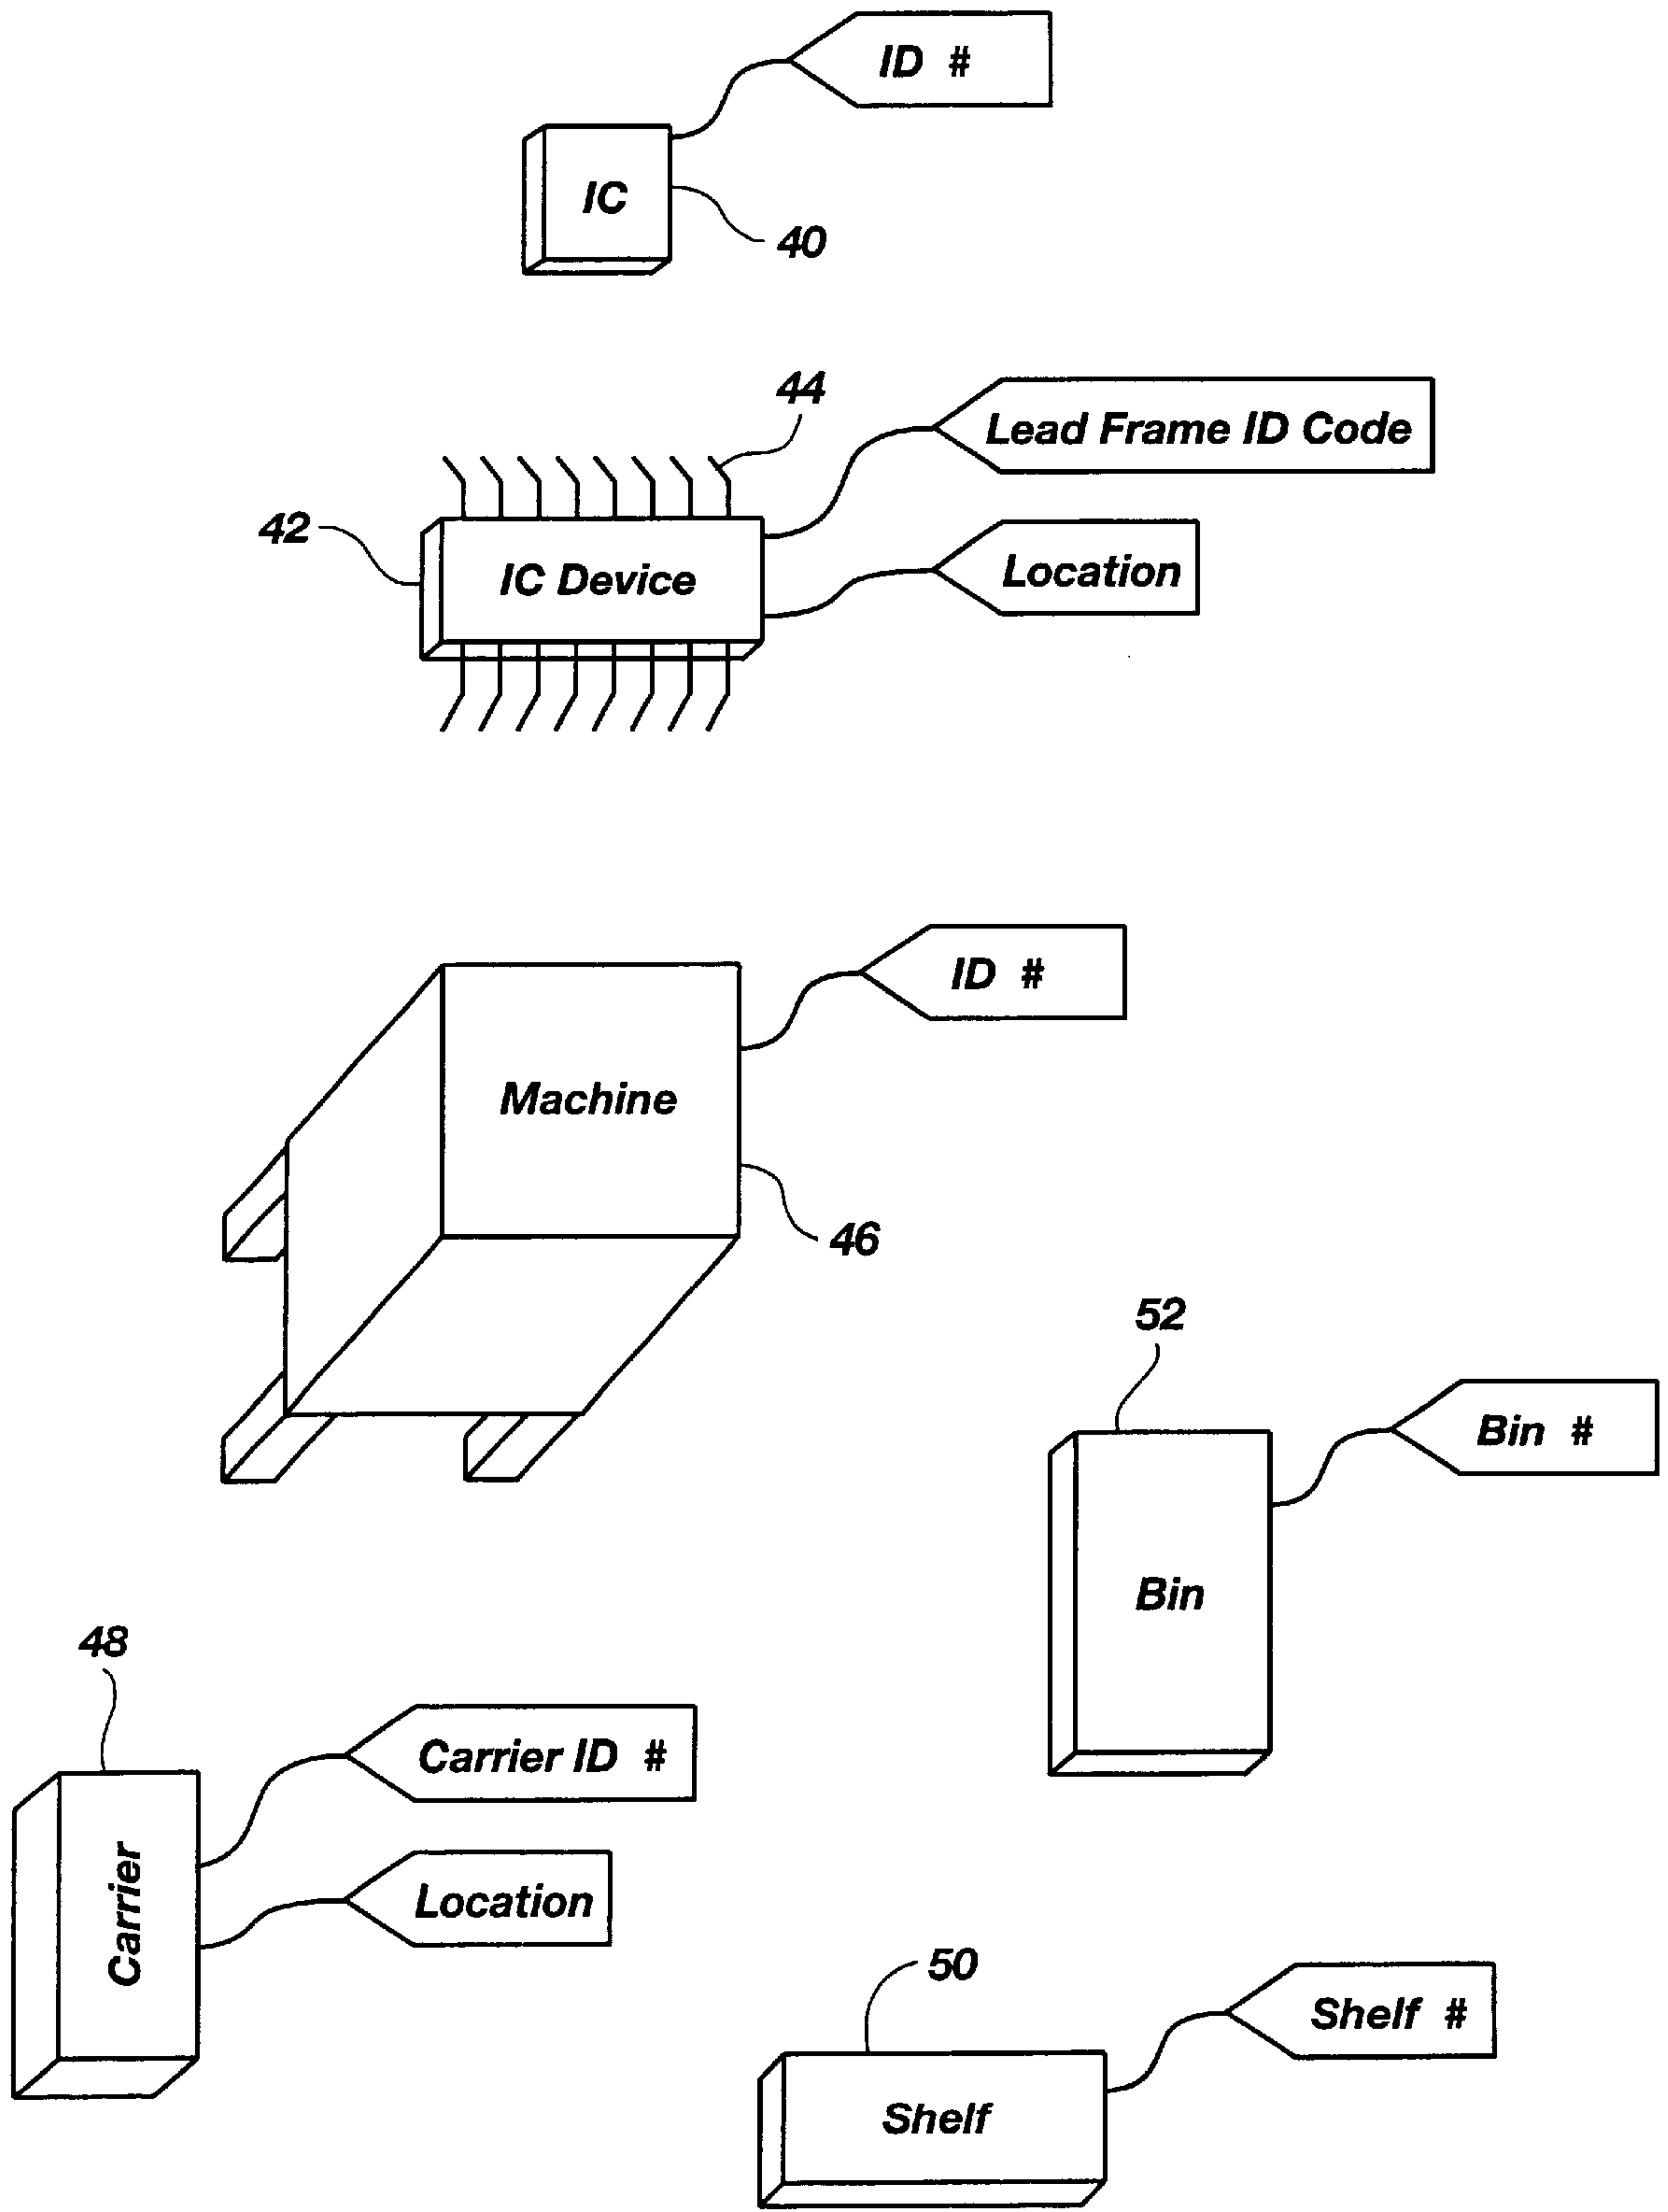 ID #
IC
40
44
Lead Frame ID Code
42
IC Device
Location
ID #
Machine
46
52
Bin #
Bin
48
Carrier ID #
Carrier
Location
50
Shelf #
Shelf